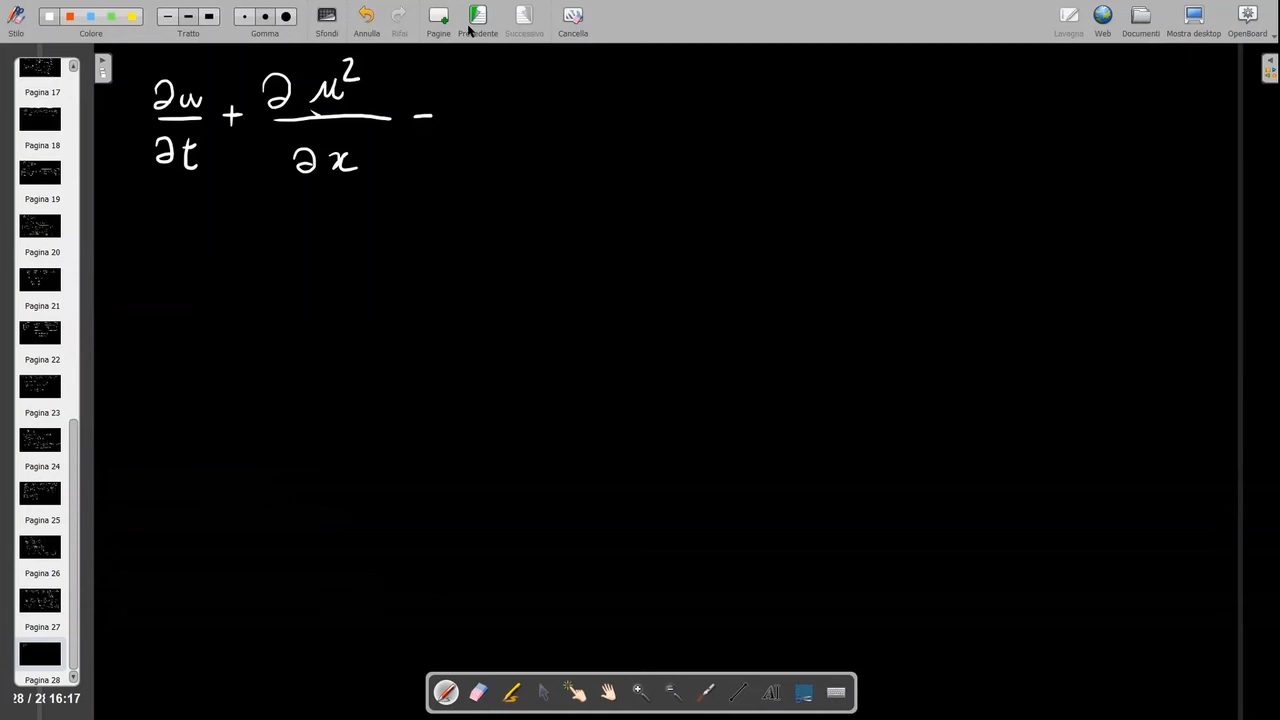 Stilo
Colore
Tratto
Gomma
Sfondi
Annulla
Rifai
Pagine
Precedente
Successivo
Cancella
Lavagna
Web
Documenti
Mostra desktop
OpenBoard
∂u/∂t + ∂u²/∂x −
Pagina 17
Pagina 18
Pagina 19
Pagina 20
Pagina 21
Pagina 22
Pagina 23
Pagina 24
Pagina 25
Pagina 26
Pagina 27
Pagina 28
16:17